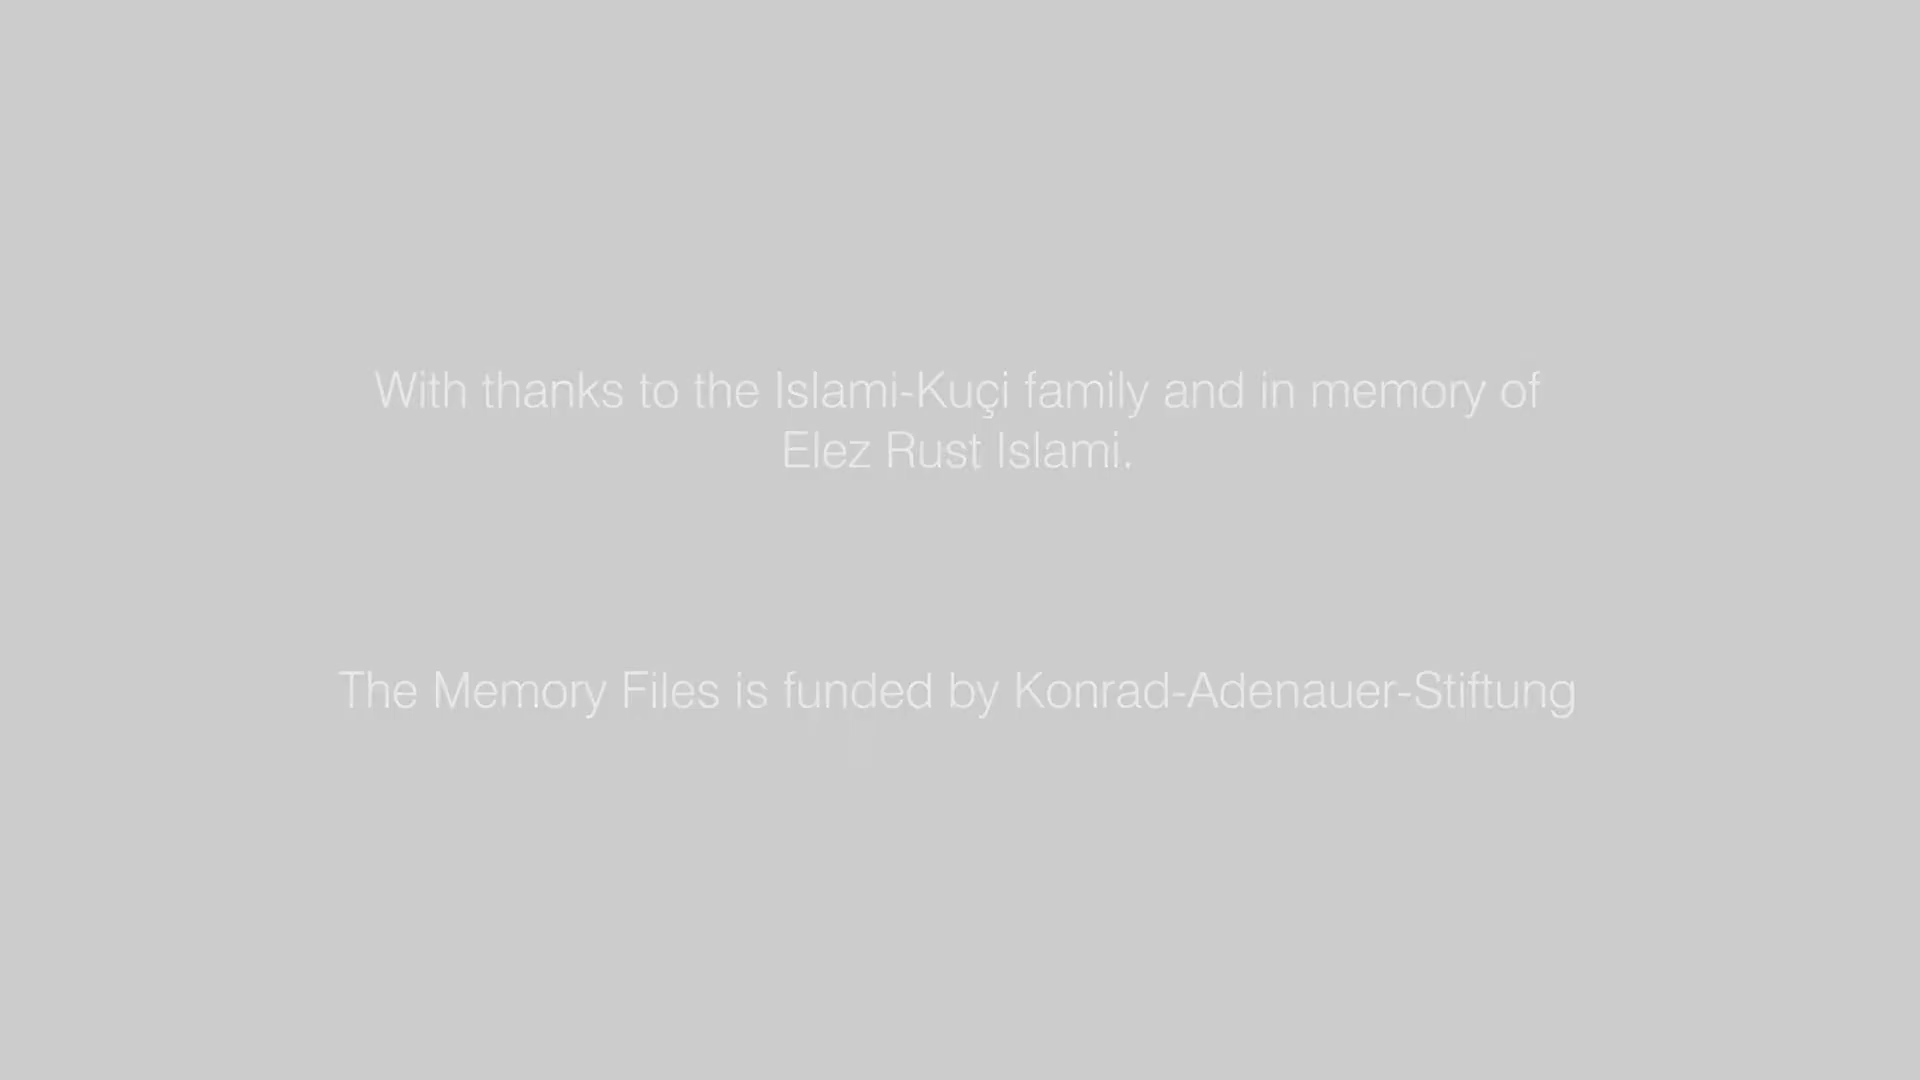 With thanks to the Islami-Kuçi family and in memory of
Elez Rust Islami.
The Memory Files is funded by Konrad-Adenauer-Stiftung